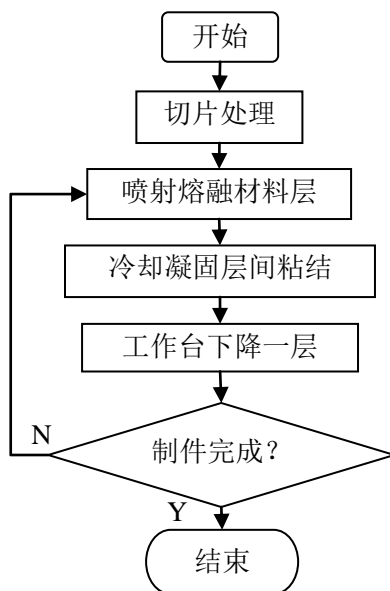 开始
切片处理
喷射熔融材料层
冷却凝固层间粘结
工作台下降一层
N
制件完成？
Y
结束